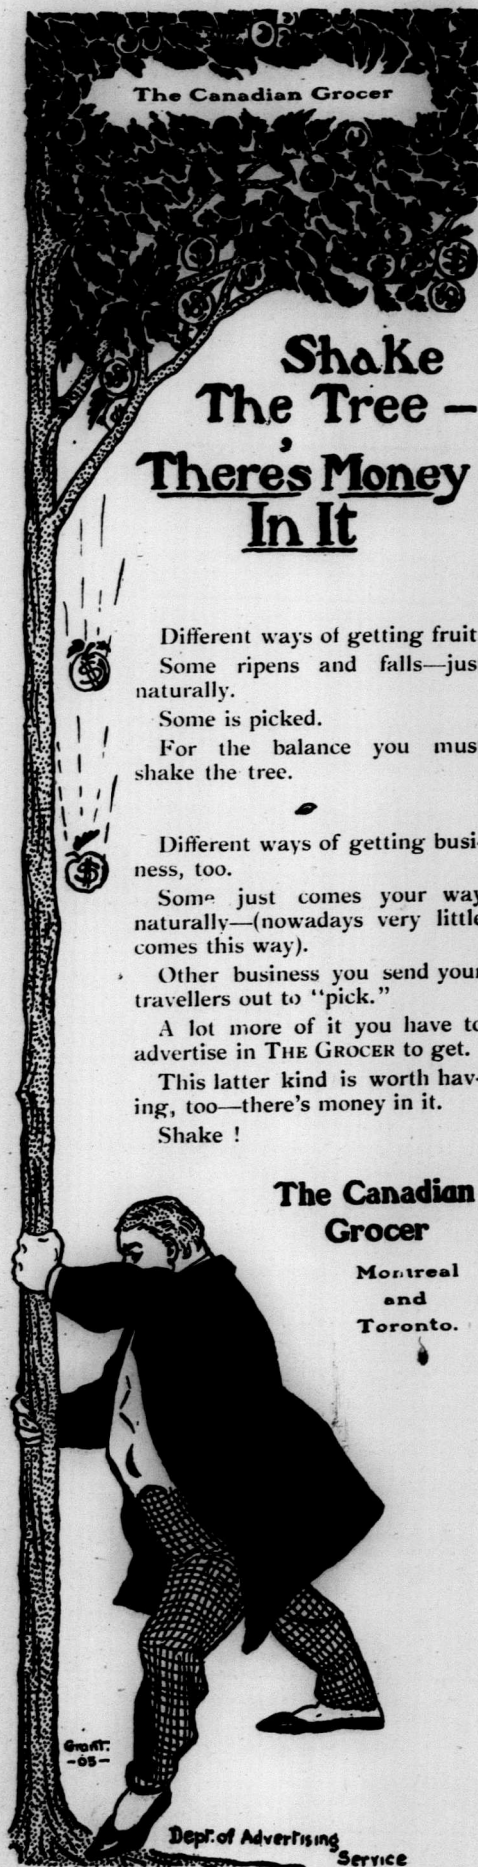 The Canadian Grocer
Shake
The Tree —
There's Money
In It
Different ways of getting fruit
Some ripens and falls—jus
naturally.
Some is picked.
For the balance you mus
shake the tree.
Different ways of getting busi-
ness, too.
Some just comes your way
naturally—(nowadays very little
comes this way).
Other business you send your
travellers out to "pick."
A lot more of it you have to
advertise in THE GROCER to get.
This latter kind is worth hav-
ing, too—there's money in it.
Shake !
The Canadian
Grocer
Montreal
and
Toronto.
Grant.
-05-
Dept. of Advertising
Service